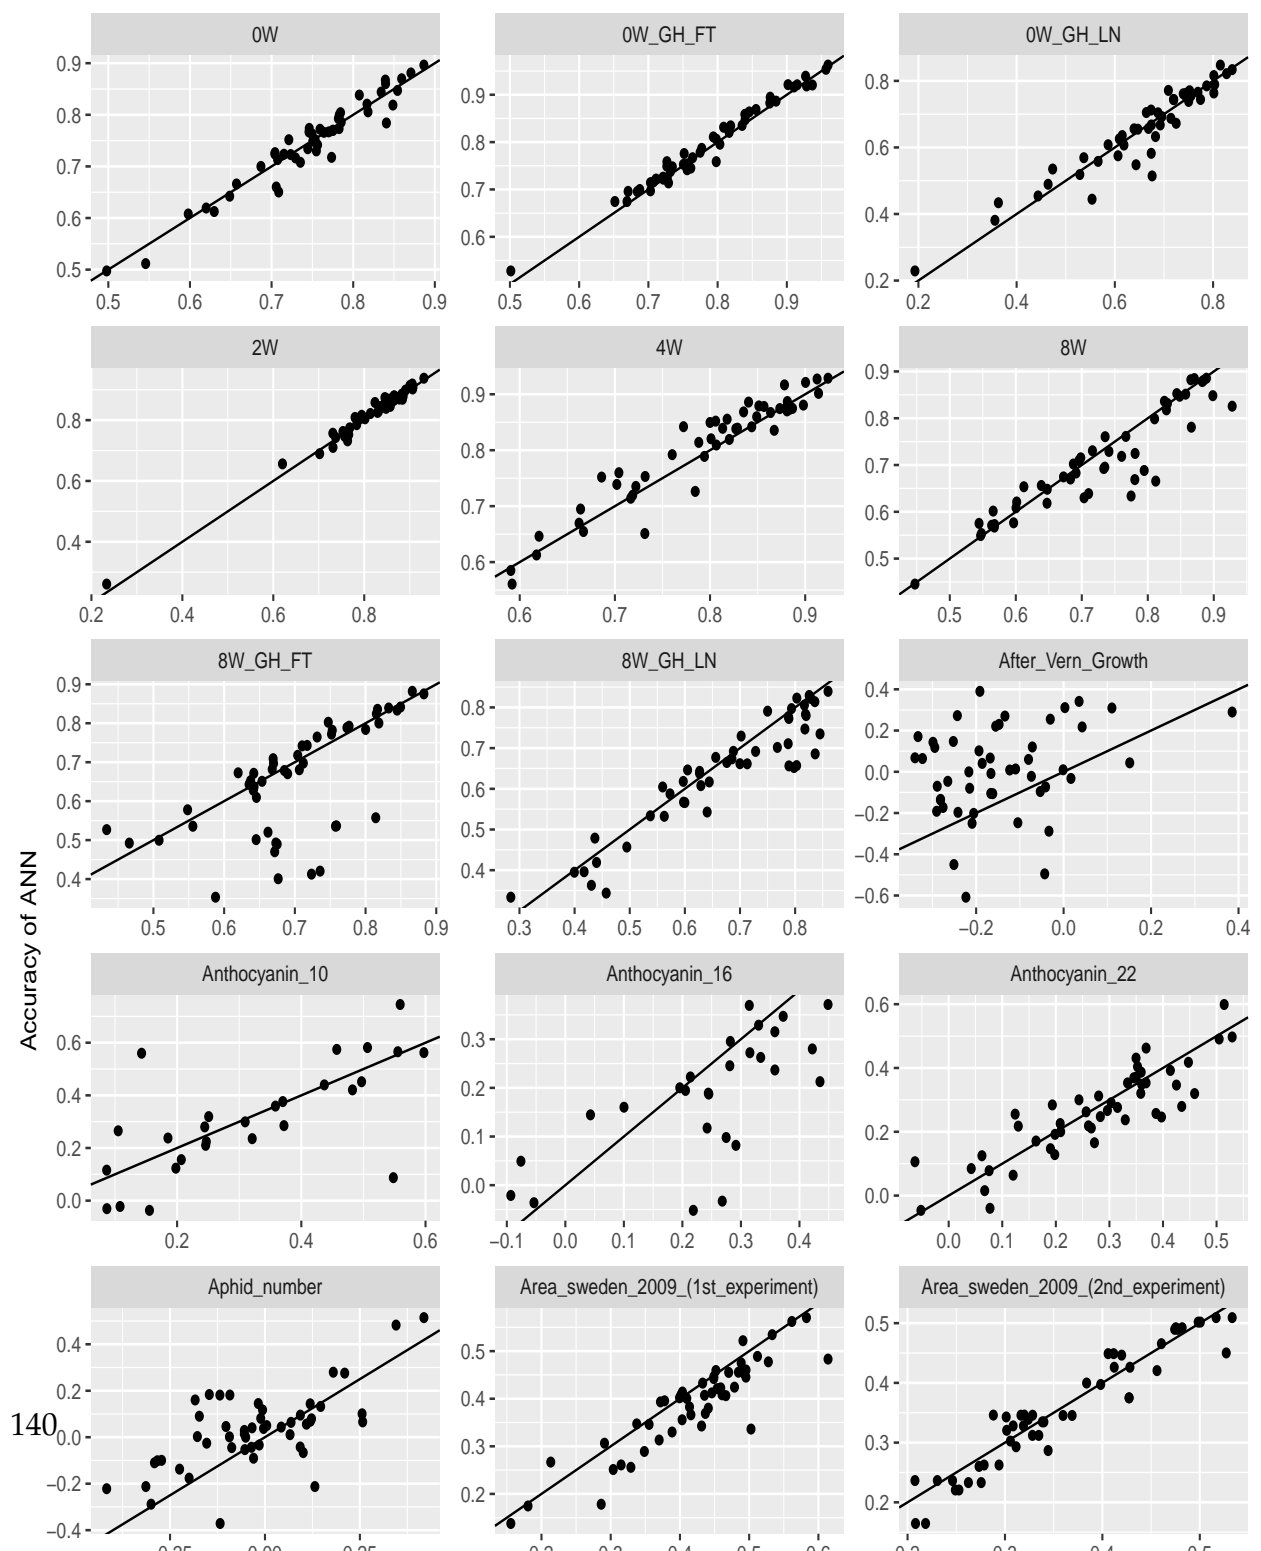 0W 0W_GH_FT 0W_GH_LN
0.9 0.8 0.7 0.6 0.5
0.9 0.8 0.7 0.6
0.8 0.6 0.4 0.2
0.5 0.6 0.7 0.8 0.9 0.5 0.6 0.7 0.8 0.9 0.2 0.4 0.6 0.8
2W 4W 8W
0.8 0.6 0.4
0.9 0.8 0.7 0.6
0.9 0.8 0.7 0.6 0.5
0.2 0.4 0.6 0.8 0.6 0.7 0.8 0.9 0.5 0.6 0.7 0.8 0.9
8W_GH_FT 8W_GH_LN After_Vern_Growth
0.9 0.8 0.7 0.6 0.5 0.4
0.8 0.7 0.6 0.5 0.4
0.4 0.2 0.0 −0.2 −0.4 −0.6
0.5 0.6 0.7 0.8 0.9 0.3 0.4 0.5 0.6 0.7 0.8 −0.2 0.0 0.2 0.4
Accuracy of ANN
Anthocyanin_10 Anthocyanin_16 Anthocyanin_22
0.6 0.4 0.2 0.0
0.3 0.2 0.1 0.0
0.6 0.4 0.2 0.0
0.2 0.4 0.6 −0.1 0.0 0.1 0.2 0.3 0.4 0.0 0.1 0.2 0.3 0.4 0.5
Aphid_number Area_sweden_2009_(1st_experiment) Area_sweden_2009_(2nd_experiment)
0.4 0.2 0.0 −0.2 −0.4
0.5 0.4 0.3 0.2
0.5 0.4 0.3 0.2
140